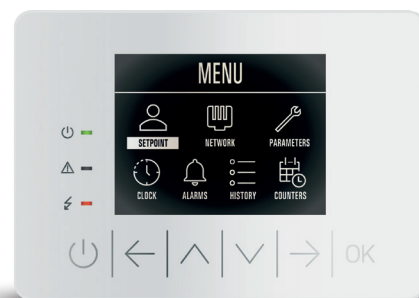 MENU
SETPOINT NETWORK PARAMETERS
CLOCK ALARMS HISTORY COUNTERS
OK